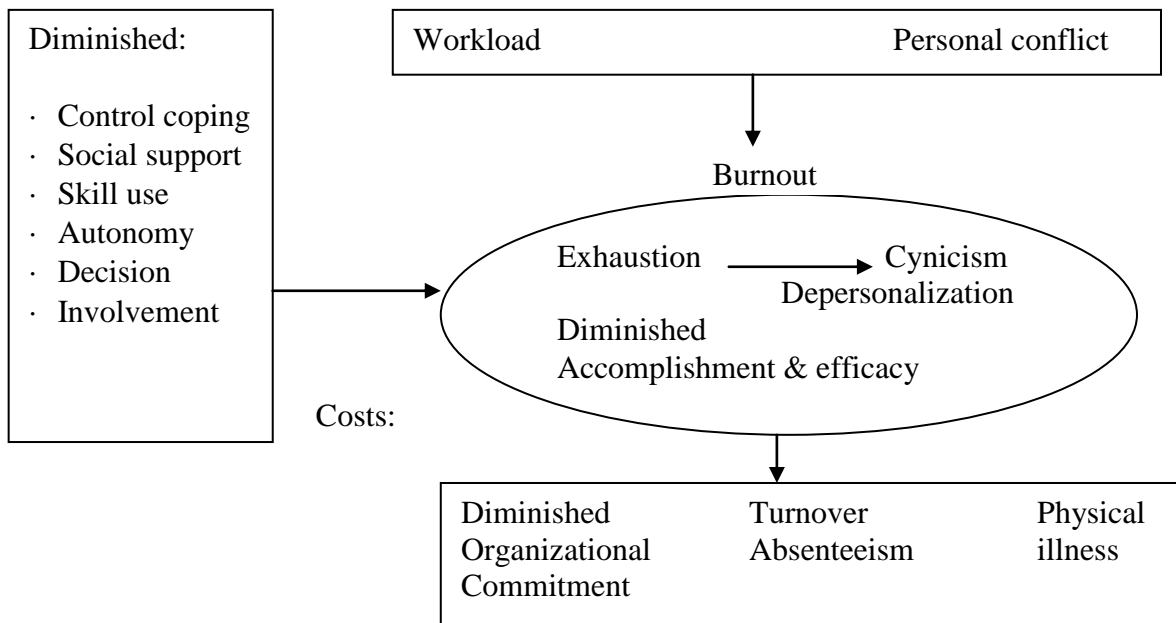 Diminished:
· Control coping
· Social support
· Skill use
· Autonomy
· Decision
· Involvement
Workload Personal conflict
Burnout
Exhaustion Cynicism
Depersonalization
Diminished
Accomplishment & efficacy
Costs:
Diminished Turnover Physical
Organizational Absenteeism illness
Commitment